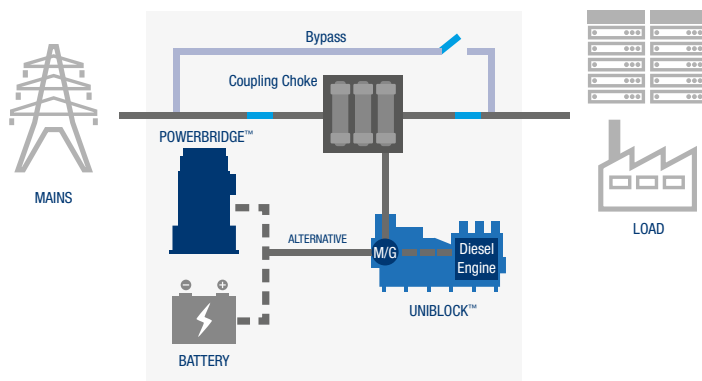 Bypass
Coupling Choke
POWERBRIDGE™
MAINS
LOAD
ALTERNATIVE
M/G
Diesel
Engine
UNIBLOCK™
BATTERY